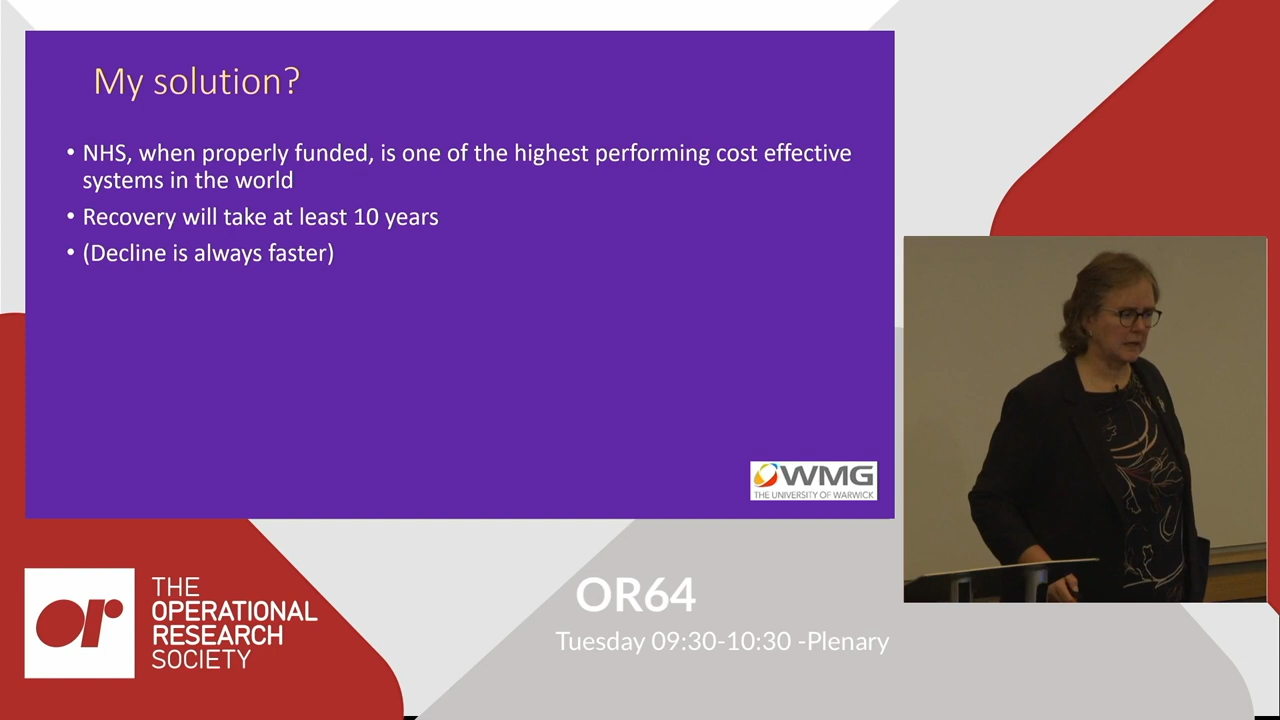 My solution?
• NHS, when properly funded, is one of the highest performing cost effective
systems in the world
• Recovery will take at least 10 years
• (Decline is always faster)
WMG
THE UNIVERSITY OF WARWICK
or
THE
OPERATIONAL
RESEARCH
SOCIETY
OR64
Tuesday 09:30-10:30 -Plenary